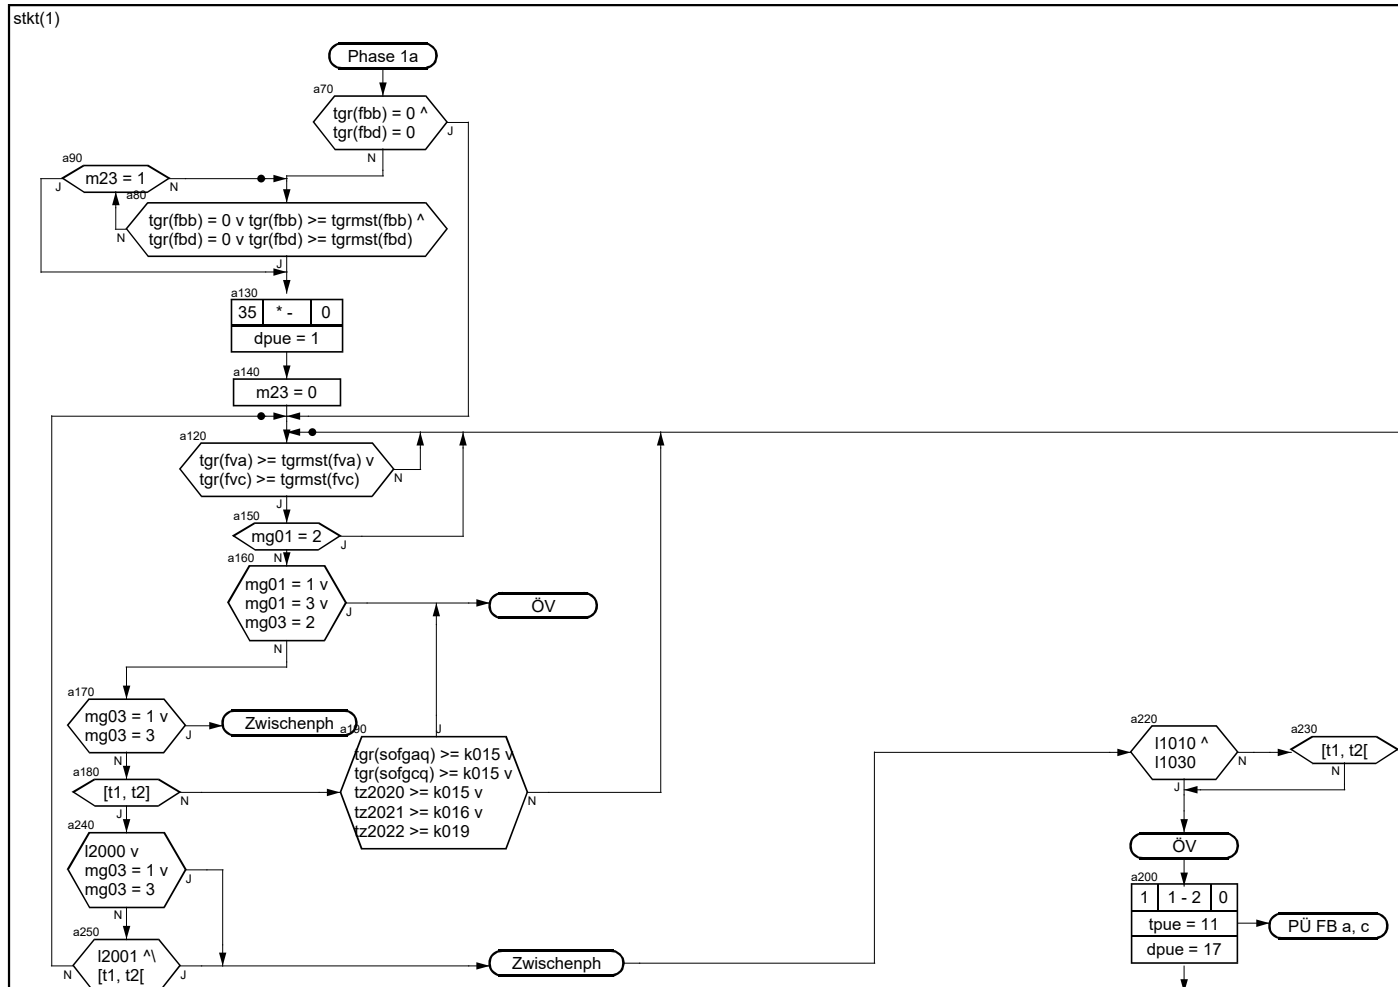 stkt(1)
Phase 1a
a70
tgr(fbb) = 0 ^
tgr(fbd) = 0
J
N
a90
m23 = 1
J
N
a80
tgr(fbb) = 0 v tgr(fbb) >= tgrmst(fbb) ^
tgr(fbd) = 0 v tgr(fbd) >= tgrmst(fbd)
N
J
a130
35 * - 0
dpue = 1
a140
m23 = 0
a120
tgr(fva) >= tgrmst(fva) v
tgr(fvc) >= tgrmst(fvc)
N
J
a150
mg01 = 2
J
N
a160
mg01 = 1 v
mg01 = 3 v
mg03 = 2
J
N
ÖV
a170
mg03 = 1 v
mg03 = 3
J
N
Zwischenph
a180
[t1, t2]
N
J
a190
J
tgr(sofgaq) >= k015 v
tgr(sofgcq) >= k015 v
tz2020 >= k015 v
tz2021 >= k016 v
tz2022 >= k019
N
a240
l2000 v
mg03 = 1 v
mg03 = 3
J
N
a250
l2001 ^\
[t1, t2[
N
J
Zwischenph
a220
l1010 ^
l1030
N
J
a230
[t1, t2[
N
ÖV
a200
1 1 - 2 0
tpue = 11
dpue = 17
PÜ FB a, c